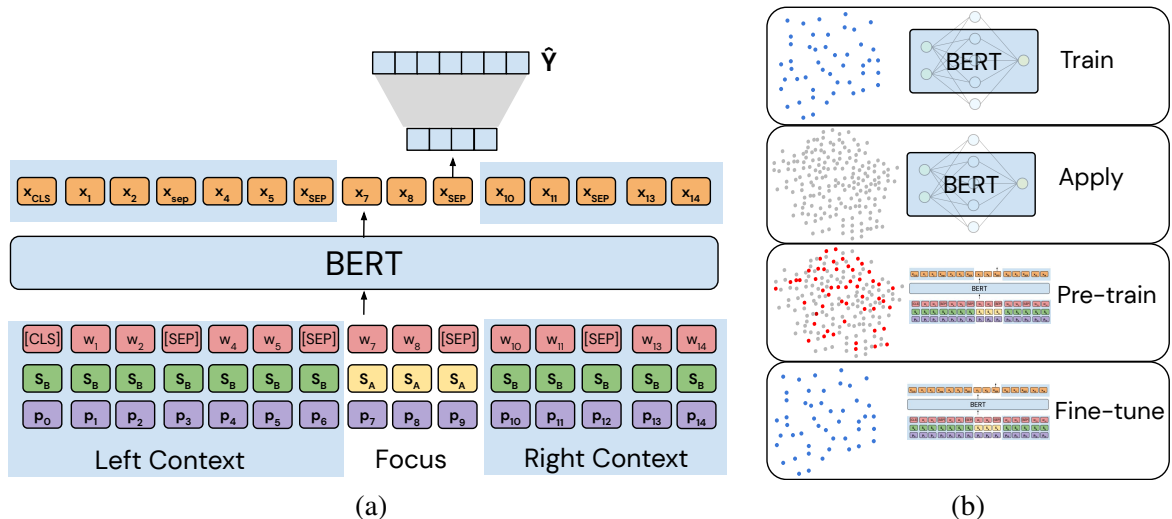 Ŷ
x_CLS x_1 x_2 x_sep x_4 x_5 x_SEP x_7 x_8 x_SEP x_10 x_11 x_SEP x_13 x_14
BERT
[CLS] w_1 w_2 [SEP] w_4 w_5 [SEP] w_7 w_8 [SEP] w_10 w_11 [SEP] w_13 w_14
S_B S_B S_B S_B S_B S_B S_B S_A S_A S_A S_B S_B S_B S_B S_B
p_0 p_1 p_2 p_3 p_4 p_5 p_6 p_7 p_8 p_9 p_10 p_11 p_12 p_13 p_14
Left Context Focus Right Context
(a)
BERT Train
BERT Apply
Pre-train
BERT
Fine-tune
BERT
(b)